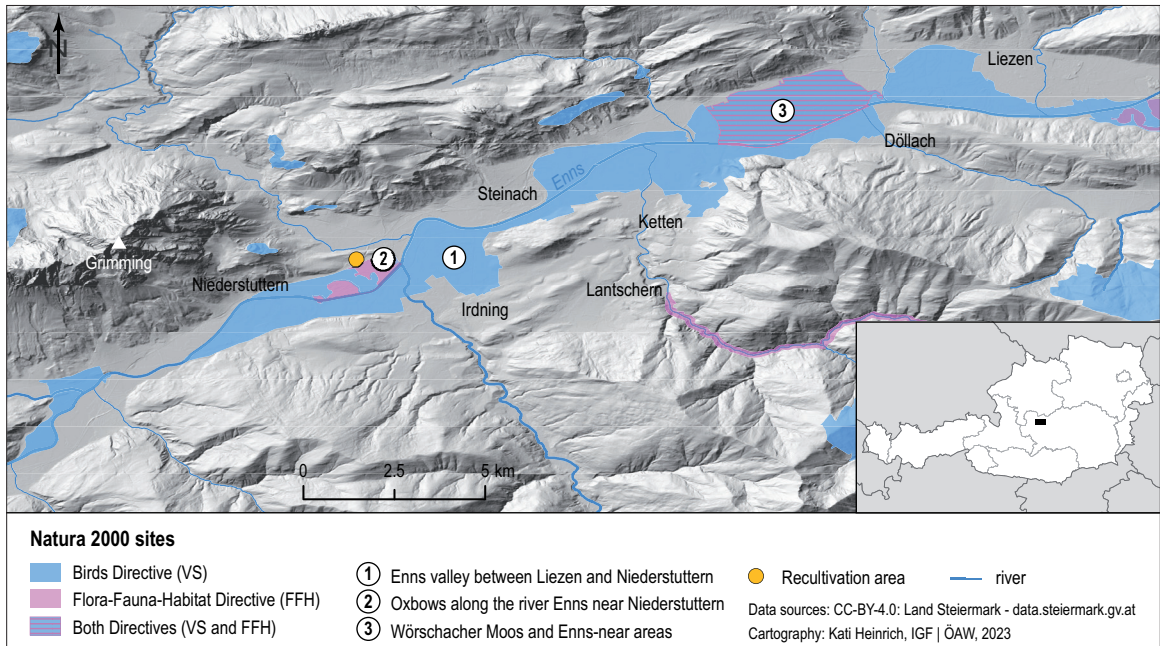 N
Liezen
3
Döllach
Steinach
Enns
Ketten
Grimming
2
1
Niederstuttern
Lantschern
Irdning
0 2.5 5 km
Natura 2000 sites
Birds Directive (VS)
Flora-Fauna-Habitat Directive (FFH)
Both Directives (VS and FFH)
1 Enns valley between Liezen and Niederstuttern
2 Oxbows along the river Enns near Niederstuttern
3 Wörschacher Moos and Enns-near areas
Recultivation area
river
Data sources: CC-BY-4.0: Land Steiermark - data.steiermark.gv.at
Cartography: Kati Heinrich, IGF | ÖAW, 2023